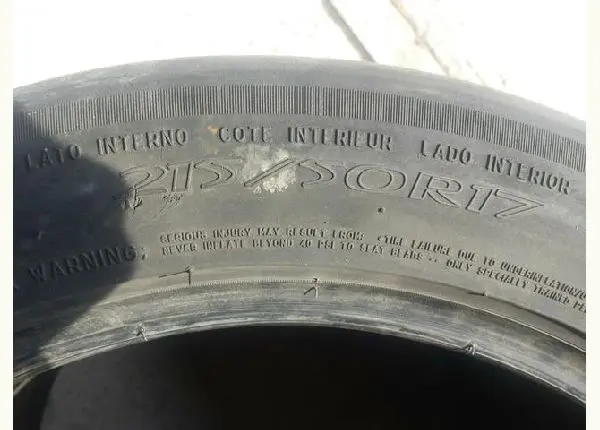 LATO INTERNO COTE INTERIEUR LADO INTERIOR
215/50R17
WARNING; SERIOUS INJURY MAY RESULT FROM: •TIRE FAILURE DUE TO UNDERINFLATION/
NEVER INFLATE BEYOND 40 PSI TO SEAT BEADS •• ONLY SPECIALLY TRAINED PE